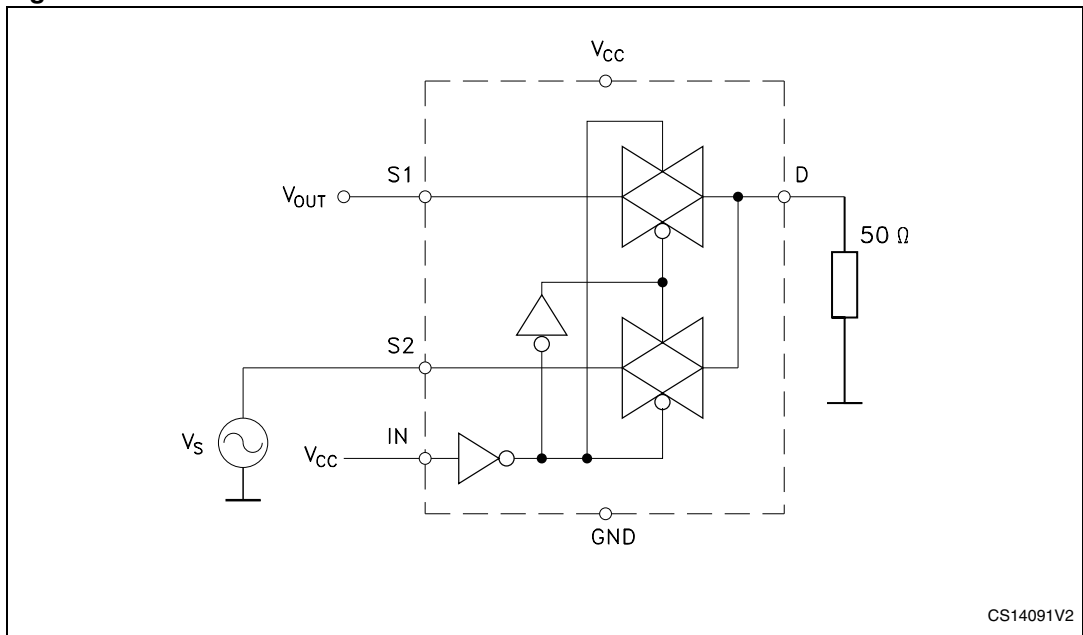 V_CC
S1
D
V_OUT
50 Ω
S2
V_S
IN
V_CC
GND
CS14091V2